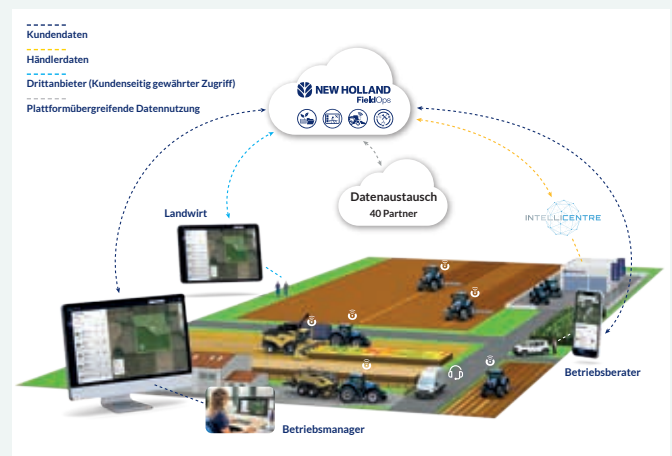 Kundendaten
Händlerdaten
Drittanbieter (Kundenseitig gewährter Zugriff)
Plattformübergreifende Datennutzung
NEW HOLLAND
FieldOps
Datenaustausch
40 Partner
Landwirt
INTELLICENTRE
Betriebsberater
Betriebsmanager